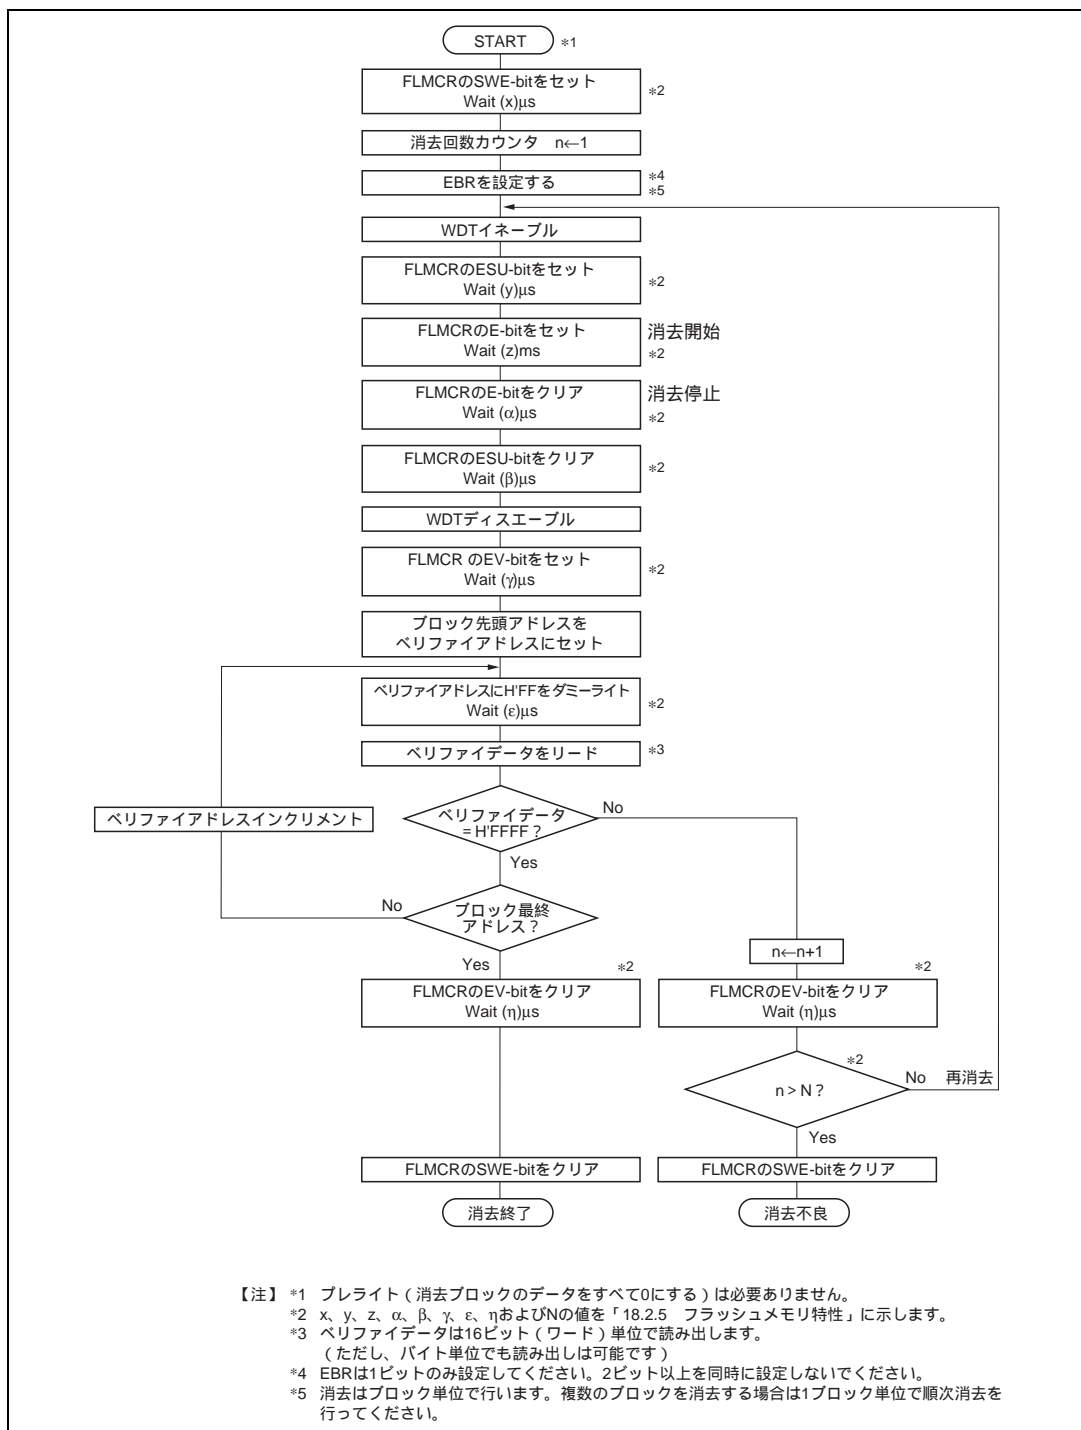 START *1
FLMCRのSWE-bitをセット
Wait (x)μs
*2
消去回数カウンタ n←1
EBRを設定する
*4
*5
WDTイネーブル
FLMCRのESU-bitをセット
Wait (y)μs
*2
FLMCRのE-bitをセット
Wait (z)ms
消去開始
*2
FLMCRのE-bitをクリア
Wait (α)μs
消去停止
*2
FLMCRのESU-bitをクリア
Wait (β)μs
*2
WDTディスエーブル
FLMCR のEV-bitをセット
Wait (γ)μs
*2
ブロック先頭アドレスを
ベリファイアドレスにセット
ベリファイアドレスにH'FFをダミーライト
Wait (ε)μs
*2
ベリファイデータをリード
*3
ベリファイアドレスインクリメント
ベリファイデータ
= H'FFFF ?
No
Yes
No
ブロック最終
アドレス ?
Yes
*2
FLMCRのEV-bitをクリア
Wait (η)μs
n←n+1
*2
FLMCRのEV-bitをクリア
Wait (η)μs
*2
n > N ?
No 再消去
Yes
FLMCRのSWE-bitをクリア
FLMCRのSWE-bitをクリア
消去終了
消去不良
【注】 *1 プレライト（消去ブロックのデータをすべて0にする）は必要ありません。
*2 x、y、z、α、β、γ、ε、ηおよびNの値を「18.2.5 フラッシュメモリ特性」に示します。
*3 ベリファイデータは16ビット（ワード）単位で読み出します。
（ただし、バイト単位でも読み出しは可能です）
*4 EBRは1ビットのみ設定してください。2ビット以上を同時に設定しないでください。
*5 消去はブロック単位で行います。複数のブロックを消去する場合は1ブロック単位で順次消去を
行ってください。